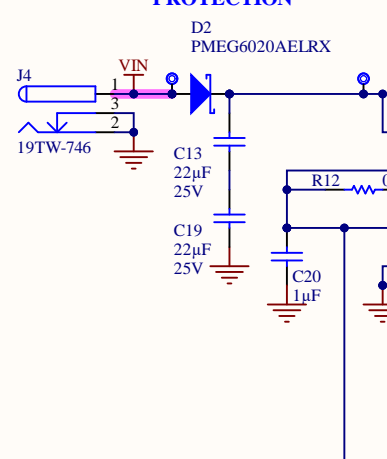 PROTECTION
D2
PMEG6020AELRX
J4
VIN
1
3
2
19TW-746
C13
22µF
25V
R12
C19
22µF
25V
C20
1µF